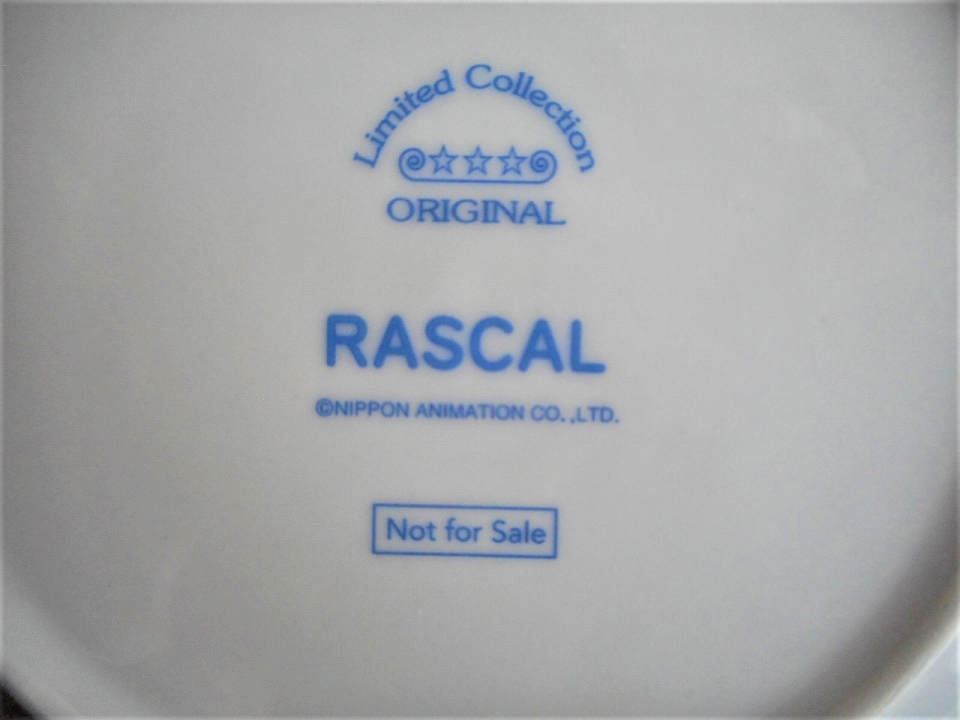 Limited Collection
☆☆☆
ORIGINAL
RASCAL
©NIPPON ANIMATION CO.,LTD.
Not for Sale